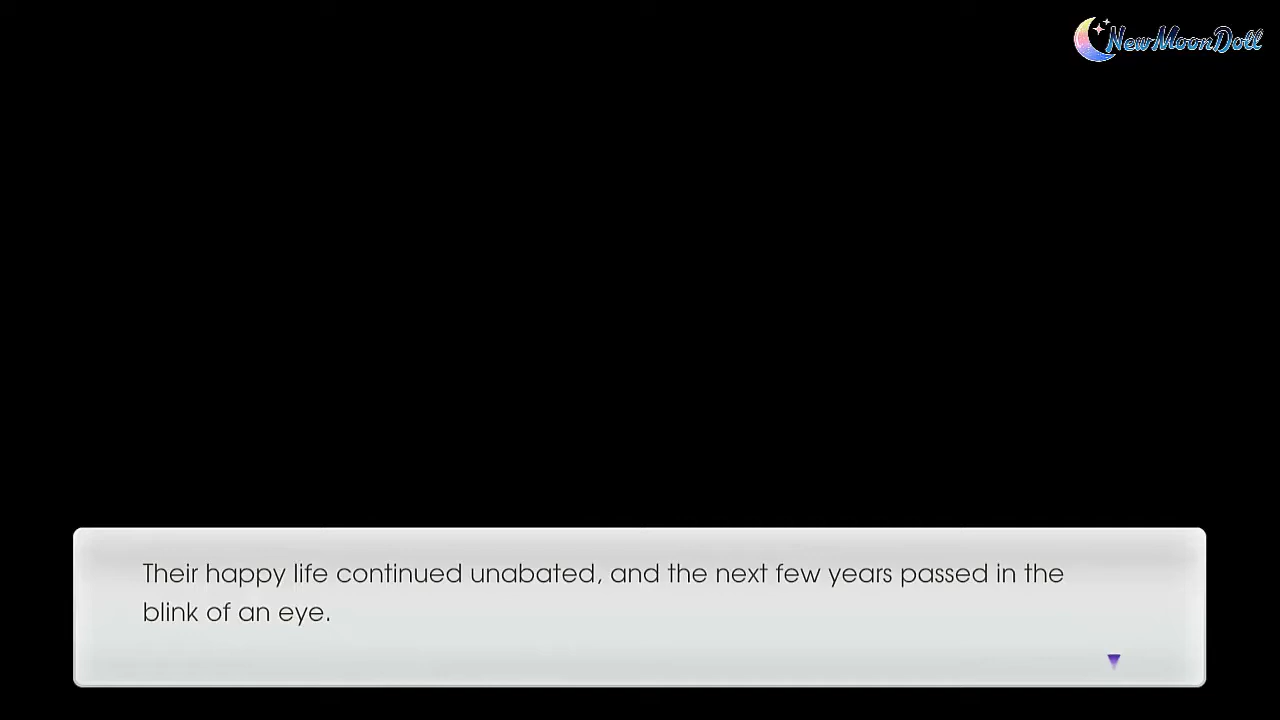 NewMoonDoll
Their happy life continued unabated, and the next few years passed in the
blink of an eye.